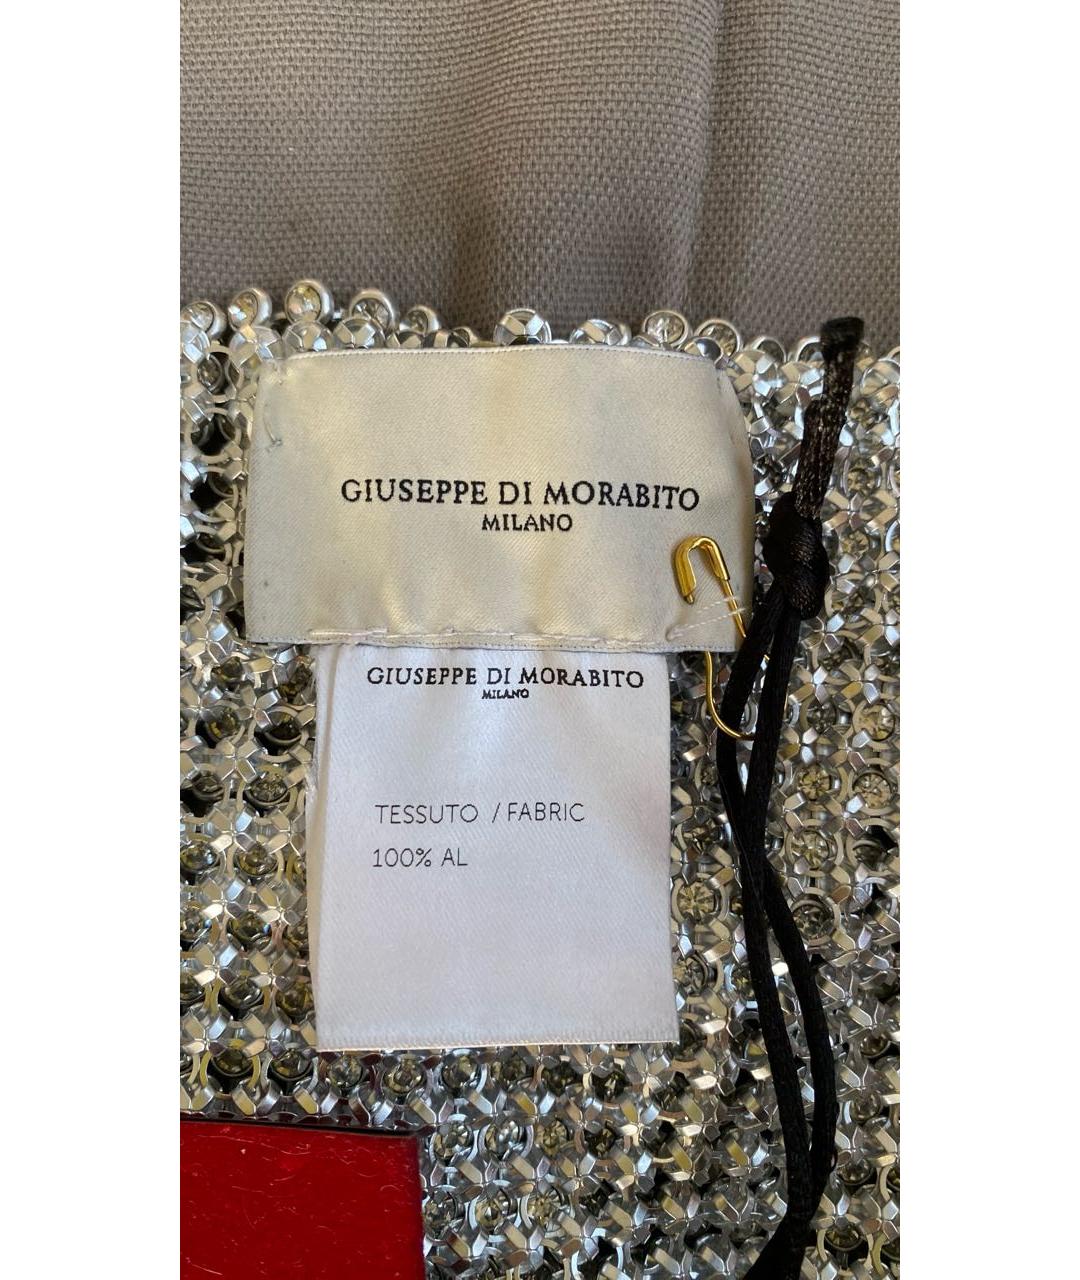 GIUSEPPE DI MORABITO
MILANO
GIUSEPPE DI MORABITO
MILANO
TESSUTO / FABRIC
100% AL